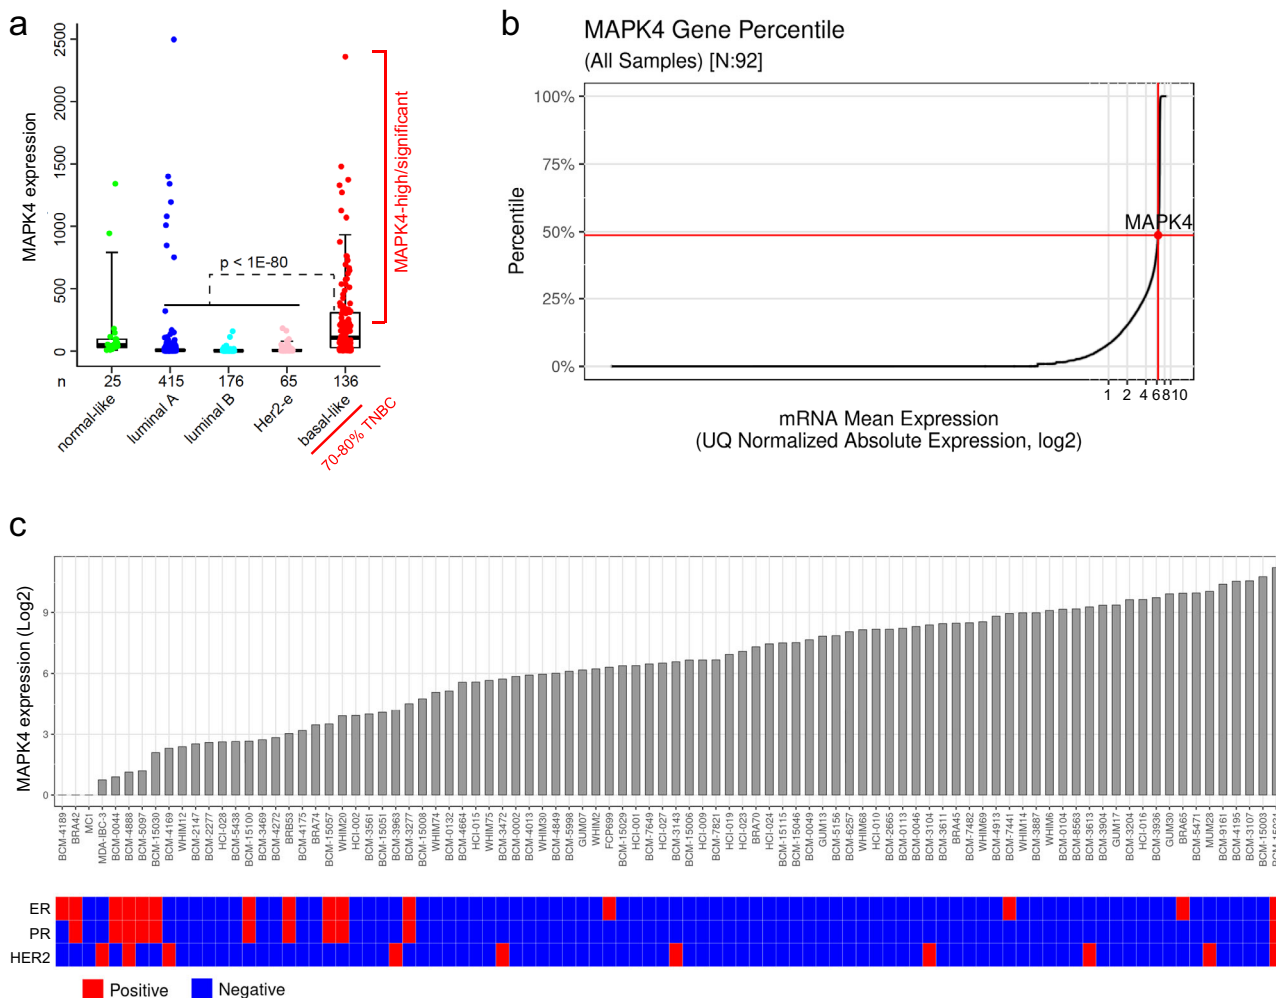 a
MAPK4 expression
2500
2000
1500
1000
500
0
p < 1E-80
MAPK4-high/significant
n 25 415 176 65 136
normal-like luminal A luminal B Her2-e basal-like
70-80% TNBC
b
MAPK4 Gene Percentile
(All Samples) [N:92]
Percentile
100%
75%
50%
25%
0%
MAPK4
1 2 4 6 8 10
mRNA Mean Expression
(UQ Normalized Absolute Expression, log2)
c
MAPK4 expression (Log2)
9
6
3
0
BCM-4189 BRA42 MC1 MDA-IBC-3 BCM-0044 BCM-4888 BCM-5097 BCM-15030 BCM-4169 WHIM12 BCM-2147 BCM-2277 HCI-028 BCM-5438 BCM-15100 BCM-3469 BCM-4272 BRB53 BCM-4175 BRA74 BCM-15057 WHIM20 HCI-002 BCM-3561 BCM-15051 BCM-3963 BCM-3277 BCM-15008 WHIM74 BCM-0132 BCM-4664 HCI-015 WHIM75 BCM-3472 BCM-0002 BCM-4013 WHIM30 BCM-4849 BCM-5998 GUM07 WHIM2 FCP699 BCM-15029 HCI-001 BCM-7649 HCI-027 BCM-3143 BCM-15006 HCI-009 BCM-7821 HCI-019 HCI-023 BRA70 HCI-024 BCM-15115 BCM-15046 BCM-0049 GUM13 BCM-5156 BCM-6257 WHIM68 HCI-010 BCM-2665 BCM-0113 BCM-0046 BCM-3104 BCM-3611 BRA45 BCM-7482 WHIM69 BCM-4913 BCM-7441 WHIM14 BCM-3887 WHIM6 BCM-0104 BCM-8563 BCM-3613 BCM-3904 GUM17 BCM-3204 HCI-016 BCM-3936 GUM30 BRA65 BCM-5471 MUM28 BCM-9161 BCM-4195 BCM-3107 BCM-15003
ER
PR
HER2
Positive Negative